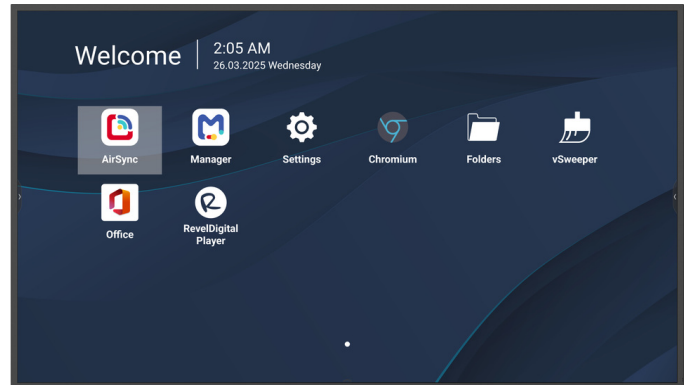 Welcome
2:05 AM
26.03.2025 Wednesday
AirSync
Manager
Settings
Chromium
Folders
vSweeper
Office
RevelDigital
Player